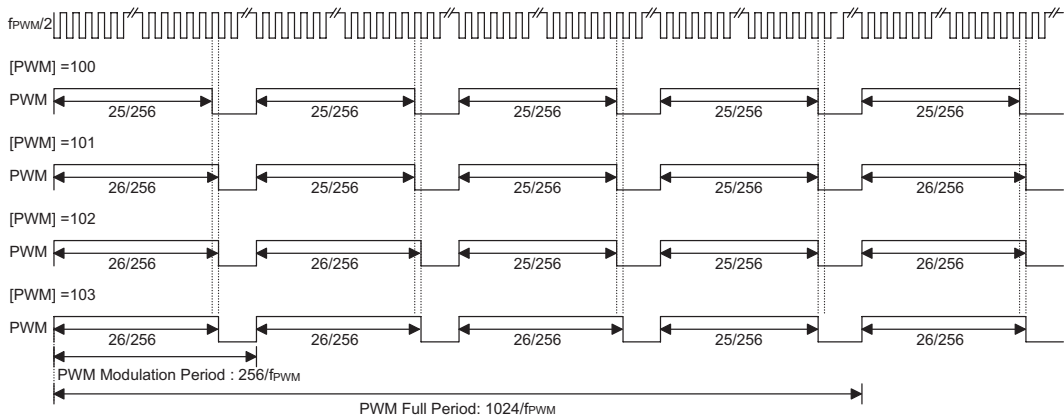 fPWM/2
[PWM] =100
PWM 25/256 25/256 25/256 25/256 25/256
[PWM] =101
PWM 26/256 25/256 25/256 25/256 26/256
[PWM] =102
PWM 26/256 26/256 25/256 25/256 26/256
[PWM] =103
PWM 26/256 26/256 26/256 25/256 26/256
PWM Modulation Period : 256/fPWM
PWM Full Period: 1024/fPWM